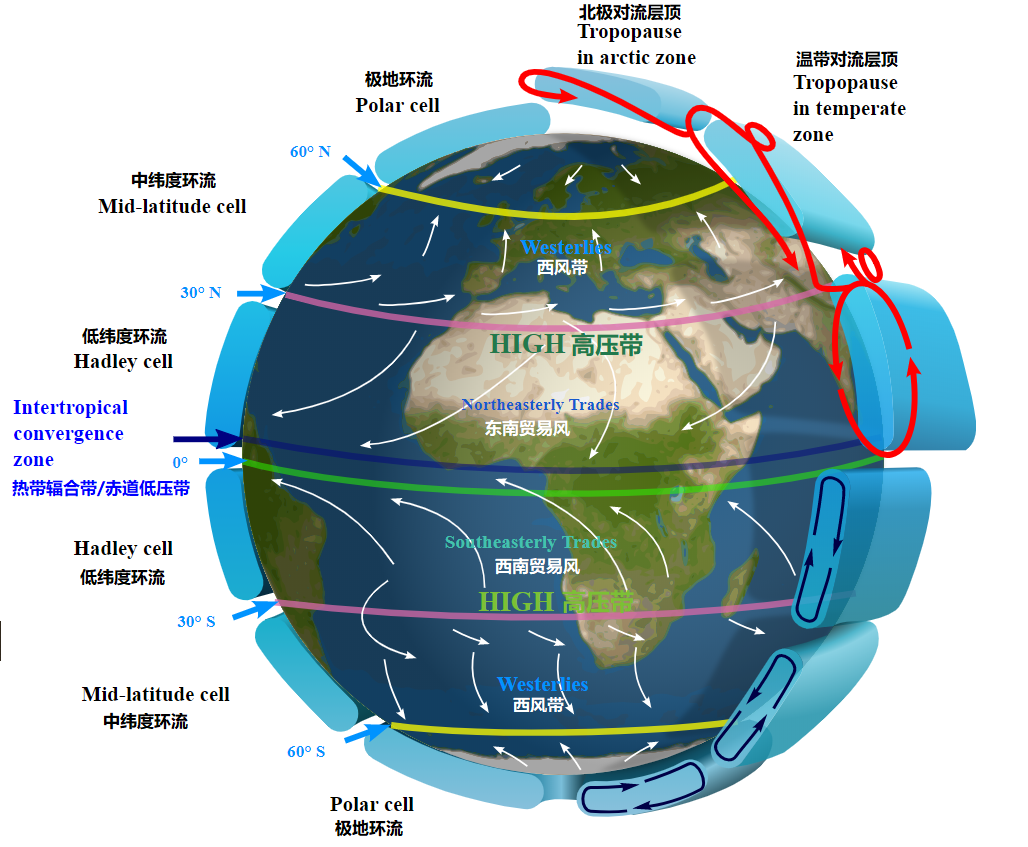 北极对流层顶
Tropopause
in arctic zone
温带对流层顶
Tropopause
in temperate
zone
极地环流
Polar cell
60° N
中纬度环流
Mid-latitude cell
Westerlies
西风带
30° N
低纬度环流
Hadley cell
HIGH 高压带
Intertropical
convergence
zone
Northeasterly Trades
东南贸易风
0°
热带辐合带/赤道低压带
Hadley cell
低纬度环流
Southeasterly Trades
西南贸易风
HIGH 高压带
30° S
Mid-latitude cell
中纬度环流
Westerlies
西风带
60° S
Polar cell
极地环流